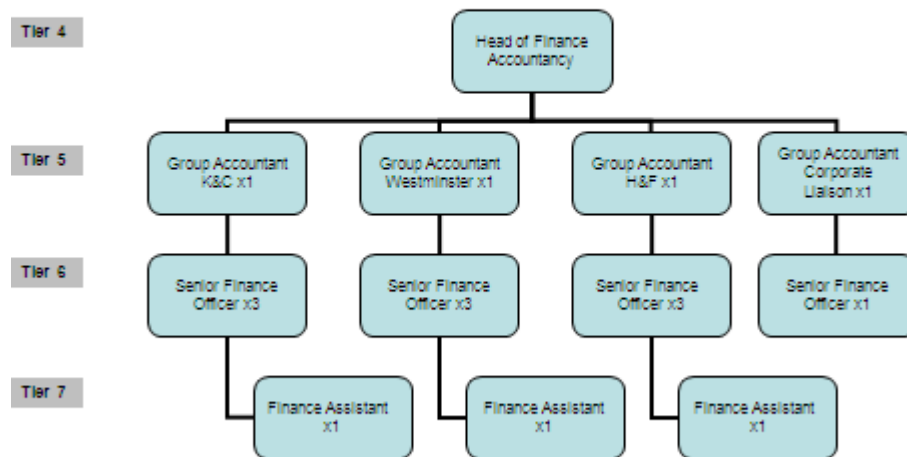 Tier 4
Head of Finance
Accountancy
Tier 5
Group Accountant
K&C x1
Group Accountant
Westminster x1
Group Accountant
H&F x1
Group Accountant
Corporate
Liaison x1
Tier 6
Senior Finance
Officer x3
Senior Finance
Officer x3
Senior Finance
Officer x3
Senior Finance
Officer x1
Tier 7
Finance Assistant
x1
Finance Assistant
x1
Finance Assistant
x1